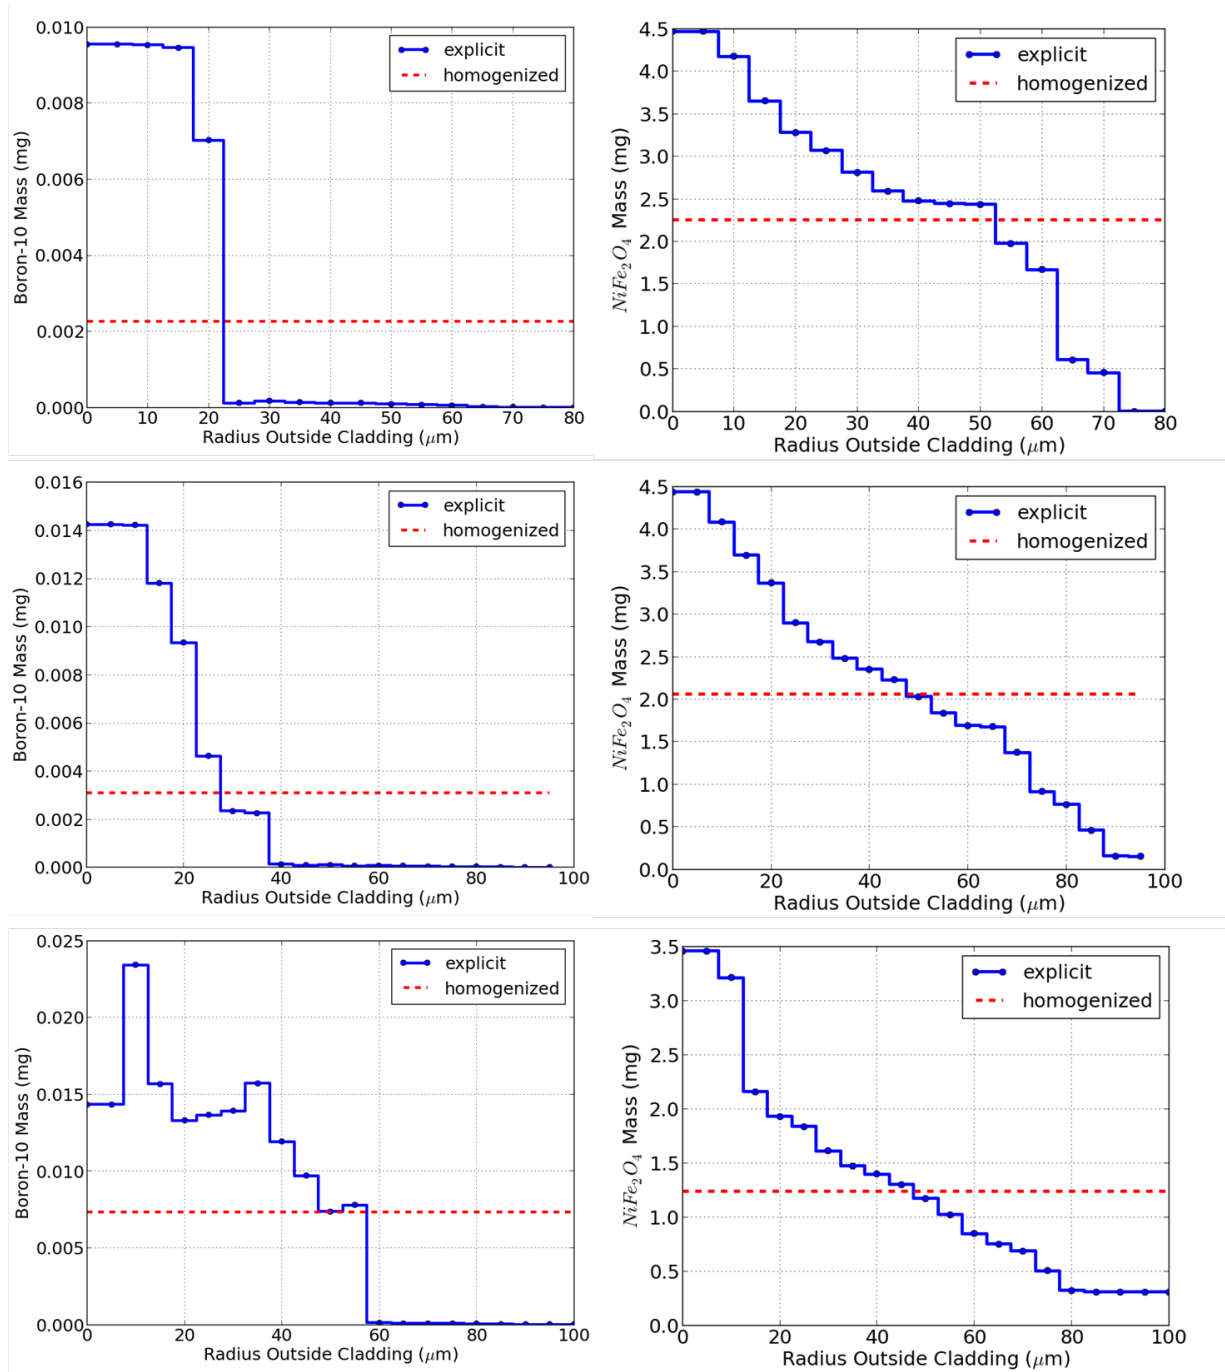 0.010
0.008
0.006
0.004
0.002
0.000
Boron-10 Mass (mg)
explicit
homogenized
0 10 20 30 40 50 60 70 80
Radius Outside Cladding (μm)
4.5
4.0
3.5
3.0
2.5
2.0
1.5
1.0
0.5
0.0
NiFe₂O₄ Mass (mg)
explicit
homogenized
0 10 20 30 40 50 60 70 80
Radius Outside Cladding (μm)
0.016
0.014
0.012
0.010
0.008
0.006
0.004
0.002
0.000
Boron-10 Mass (mg)
explicit
homogenized
0 20 40 60 80 100
Radius Outside Cladding (μm)
4.5
4.0
3.5
3.0
2.5
2.0
1.5
1.0
0.5
0.0
NiFe₂O₄ Mass (mg)
explicit
homogenized
0 20 40 60 80 100
Radius Outside Cladding (μm)
0.025
0.020
0.015
0.010
0.005
0.000
Boron-10 Mass (mg)
explicit
homogenized
0 20 40 60 80 100
Radius Outside Cladding (μm)
3.5
3.0
2.5
2.0
1.5
1.0
0.5
0.0
NiFe₂O₄ Mass (mg)
explicit
homogenized
0 20 40 60 80 100
Radius Outside Cladding (μm)